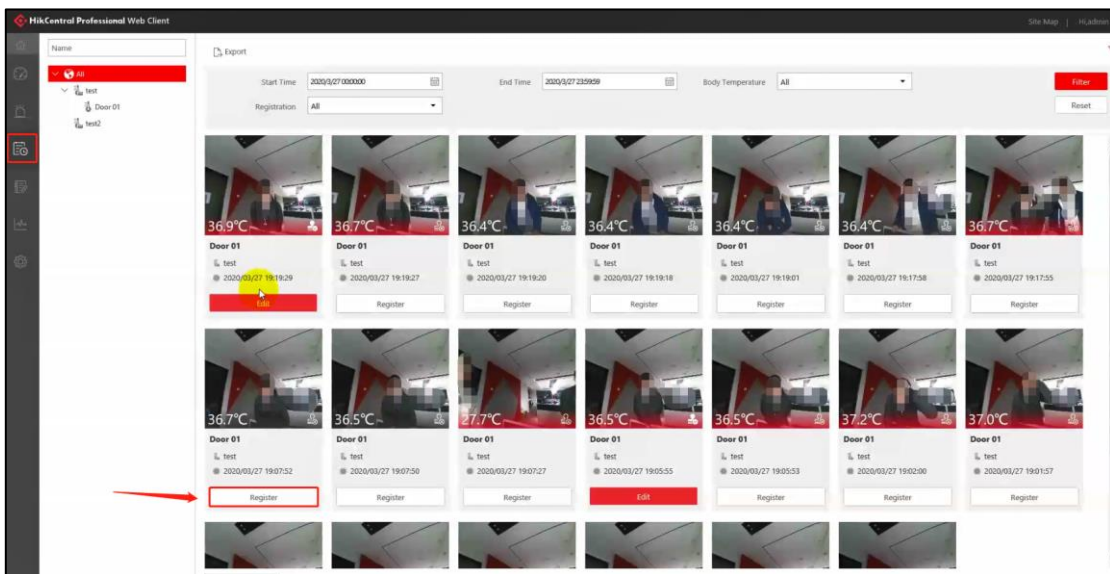 HikCentral Professional Web Client
Site Map | Hi,admin
Name
All
test
Door 01
test2
Export
Start Time 2020/3/27 00:00:00 End Time 2020/3/27 23:59:59 Body Temperature All Filter
Registration All Reset
36.9°C 36.7°C 36.4°C 36.4°C 36.4°C 36.4°C 36.7°C
Door 01 Door 01 Door 01 Door 01 Door 01 Door 01 Door 01
test test test test test test test
2020/03/27 19:19:29 2020/03/27 19:19:27 2020/03/27 19:19:20 2020/03/27 19:19:18 2020/03/27 19:19:01 2020/03/27 19:17:58 2020/03/27 19:17:55
Edit Register Register Register Register Register Register
36.7°C 36.5°C 27.7°C 36.5°C 36.5°C 37.2°C 37.0°C
Door 01 Door 01 Door 01 Door 01 Door 01 Door 01 Door 01
test test test test test test test
2020/03/27 19:07:52 2020/03/27 19:07:50 2020/03/27 19:07:27 2020/03/27 19:05:55 2020/03/27 19:05:53 2020/03/27 19:02:00 2020/03/27 19:01:57
Register Register Register Edit Register Register Register